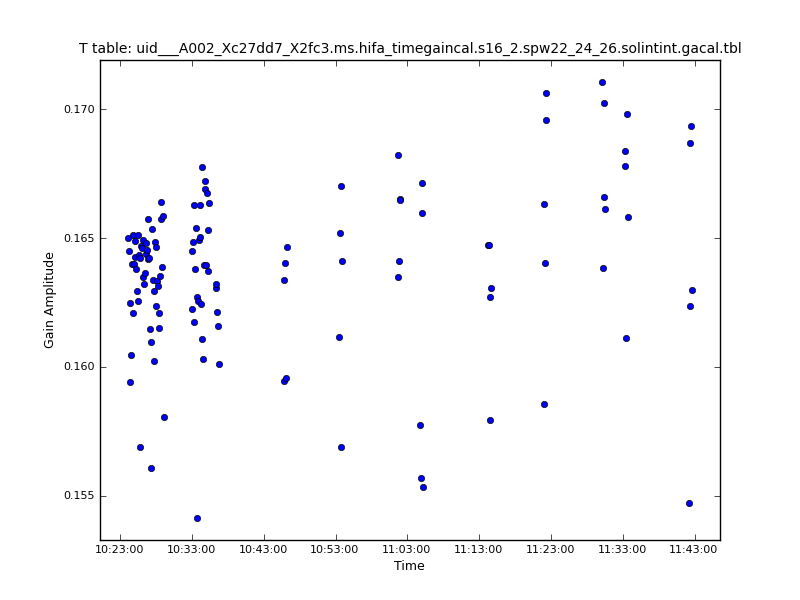 T table: uid___A002_Xc27dd7_X2fc3.ms.hifa_timegaincal.s16_2.spw22_24_26.solintint.gacal.tbl
0.170
0.165
0.160
0.155
Gain Amplitude
10:23:00 10:33:00 10:43:00 10:53:00 11:03:00 11:13:00 11:23:00 11:33:00 11:43:00
Time